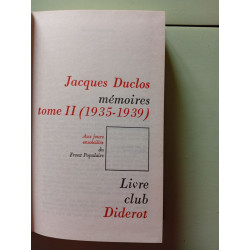 Jacques Duclos
mémoires
tome II (1935-1939)
Aux jours
ensoleillés
du
Front Populaire
Livre
club
Diderot